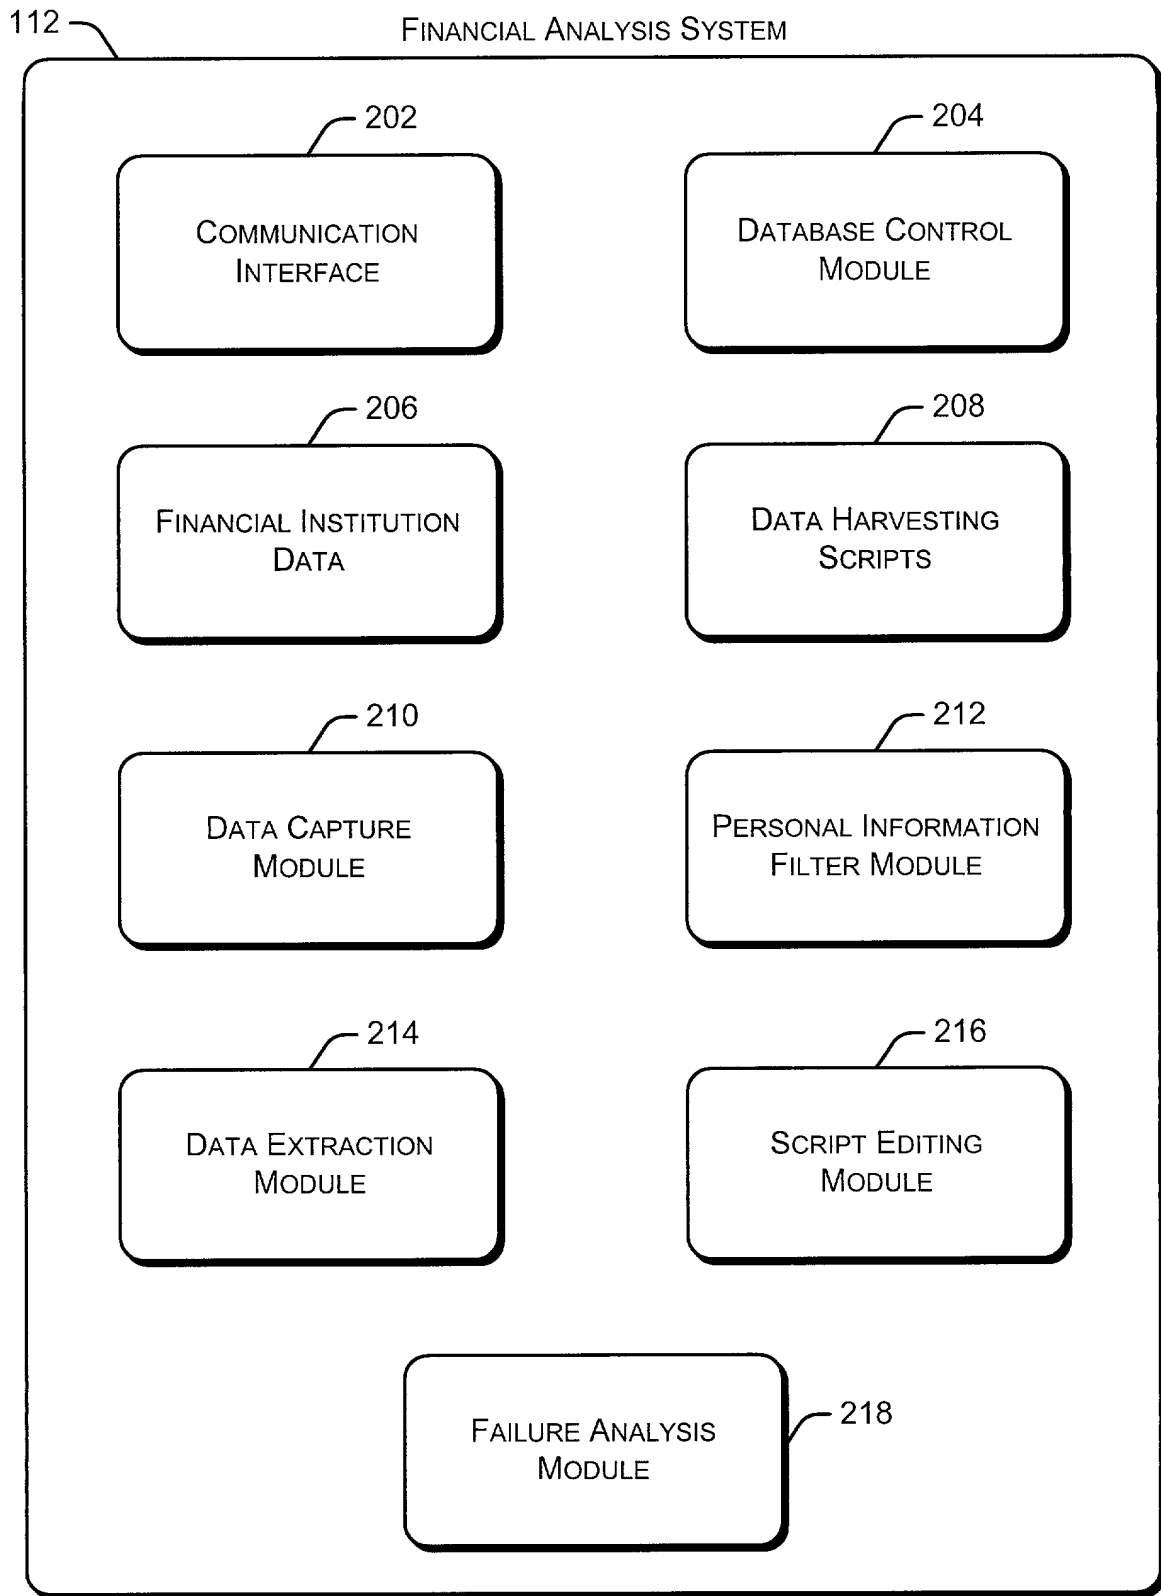 112
FINANCIAL ANALYSIS SYSTEM
202
204
COMMUNICATION
INTERFACE
DATABASE CONTROL
MODULE
206
208
FINANCIAL INSTITUTION
DATA
DATA HARVESTING
SCRIPTS
210
212
DATA CAPTURE
MODULE
PERSONAL INFORMATION
FILTER MODULE
214
216
DATA EXTRACTION
MODULE
SCRIPT EDITING
MODULE
FAILURE ANALYSIS
MODULE
218